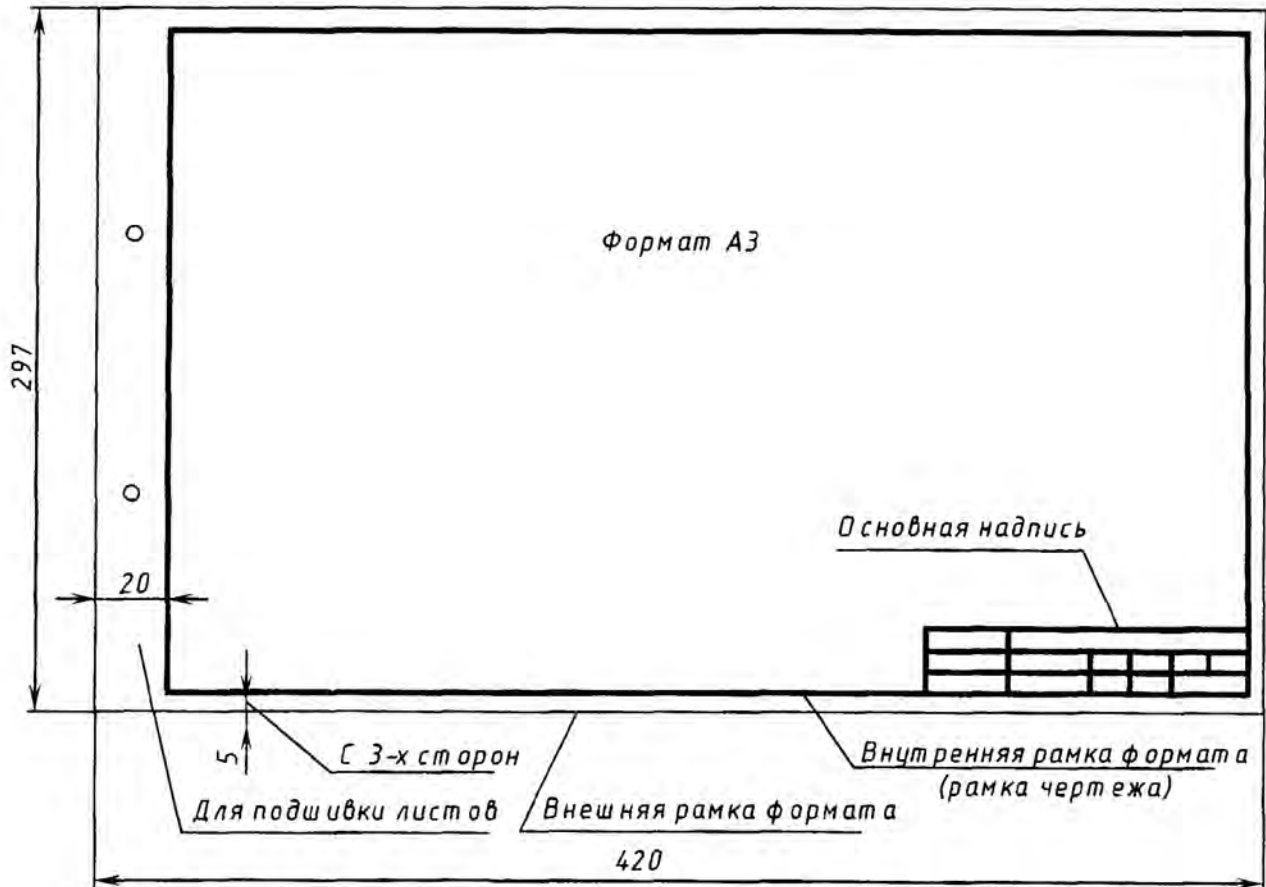 Формат А3
297
Основная надпись
20
5
С 3-х сторон
Внутренняя рамка формата
(рамка чертежа)
Для подшивки листов
Внешняя рамка формата
420